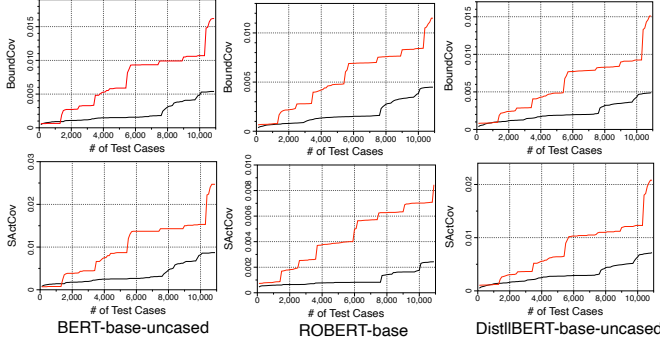 BoundCov
0 0.005 0.010 0.015
2,000 4,000 6,000 8,000 10,000
# of Test Cases
BoundCov
0 0.005 0.010
2,000 4,000 6,000 8,000 10,000
# of Test Cases
BoundCov
0 0.005 0.010 0.015
2,000 4,000 6,000 8,000 10,000
# of Test Cases
SActCov
0 0.01 0.02 0.03
2,000 4,000 6,000 8,000 10,000
# of Test Cases
BERT-base-uncased
SActCov
0 0.002 0.004 0.006 0.008 0.010
2,000 4,000 6,000 8,000 10,000
# of Test Cases
ROBERT-base
SActCov
0 0.01 0.02
2,000 4,000 6,000 8,000 10,000
# of Test Cases
DistllBERT-base-uncased